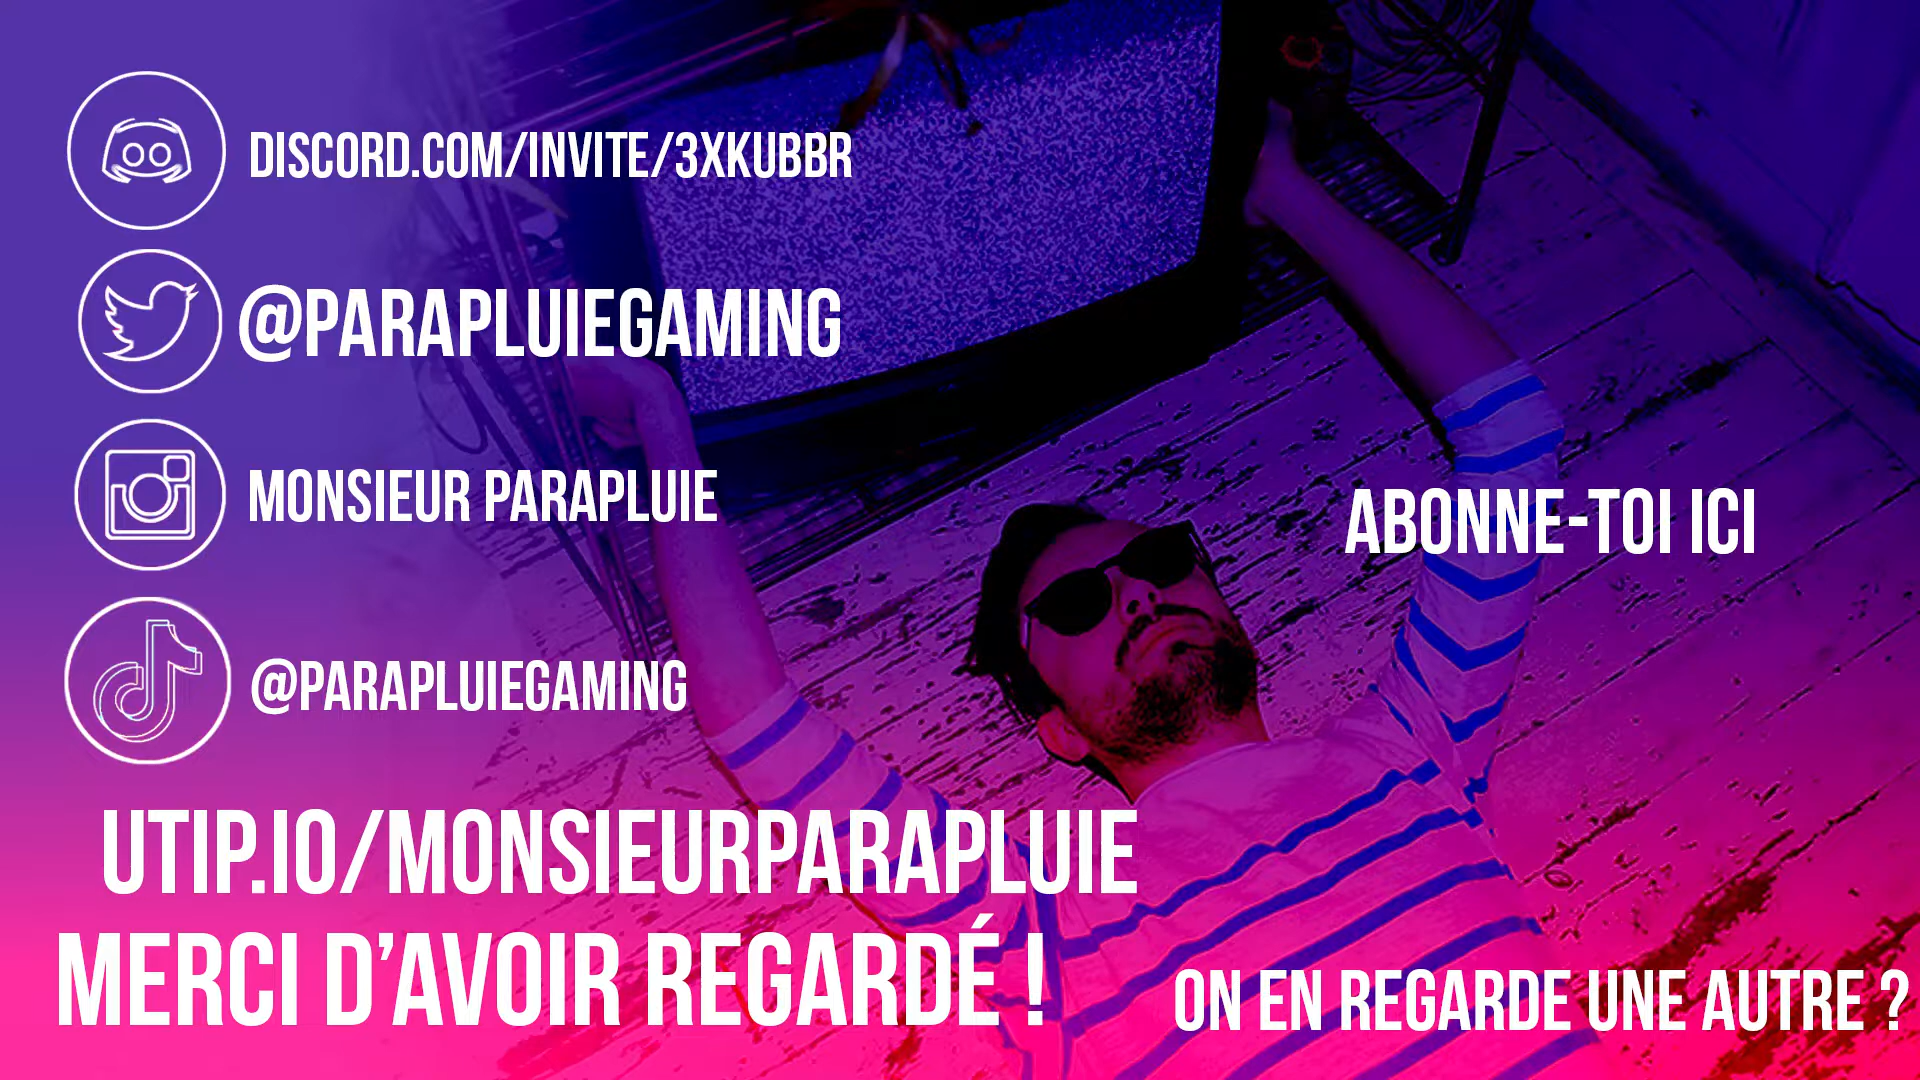 DISCORD.COM/INVITE/3XKUBBR
@PARAPLUIEGAMING
MONSIEUR PARAPLUIE
@PARAPLUIEGAMING
ABONNE-TOI ICI
UTIP.IO/MONSIEURPARAPLUIE
MERCI D’AVOIR REGARDÉ !
ON EN REGARDE UNE AUTRE ?